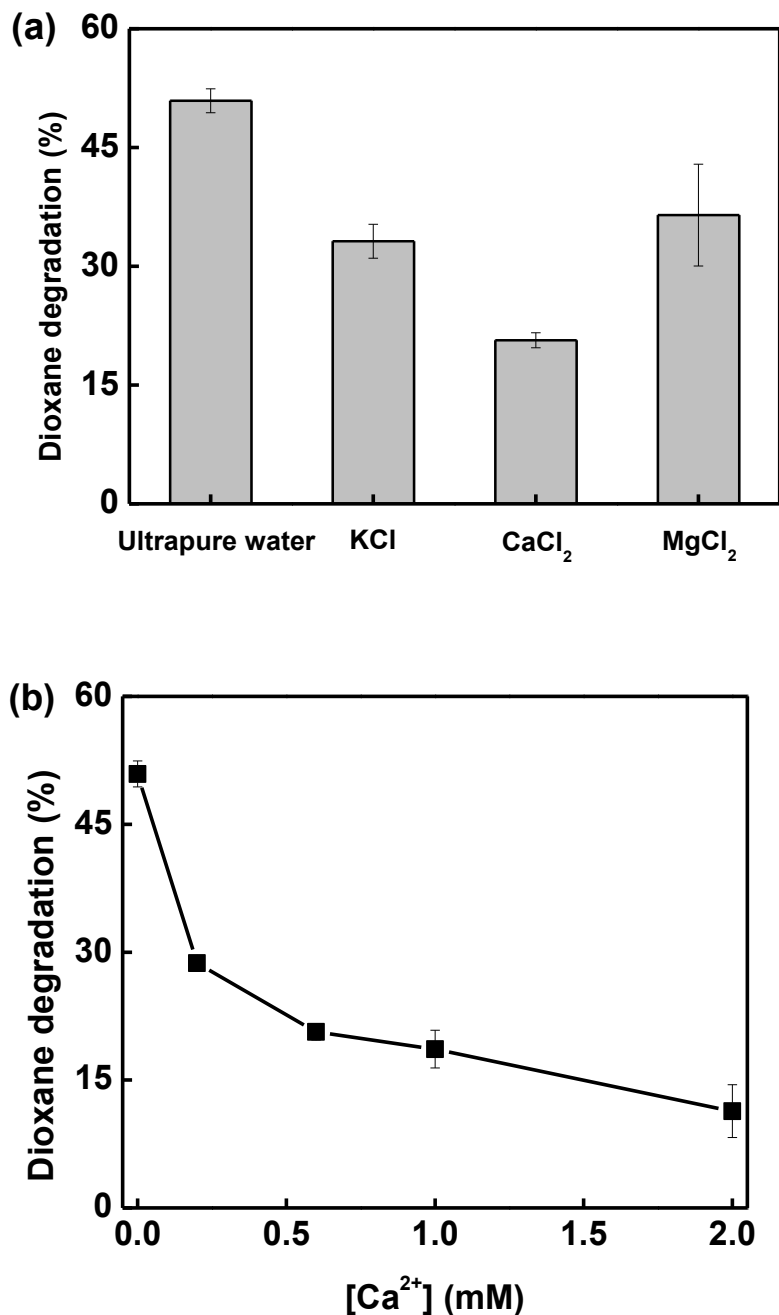 (a)
Dioxane degradation (%)
60
45
30
15
0
Ultrapure water KCl CaCl₂ MgCl₂
(b)
Dioxane degradation (%)
60
45
30
15
0
0.0 0.5 1.0 1.5 2.0
[Ca²⁺] (mM)